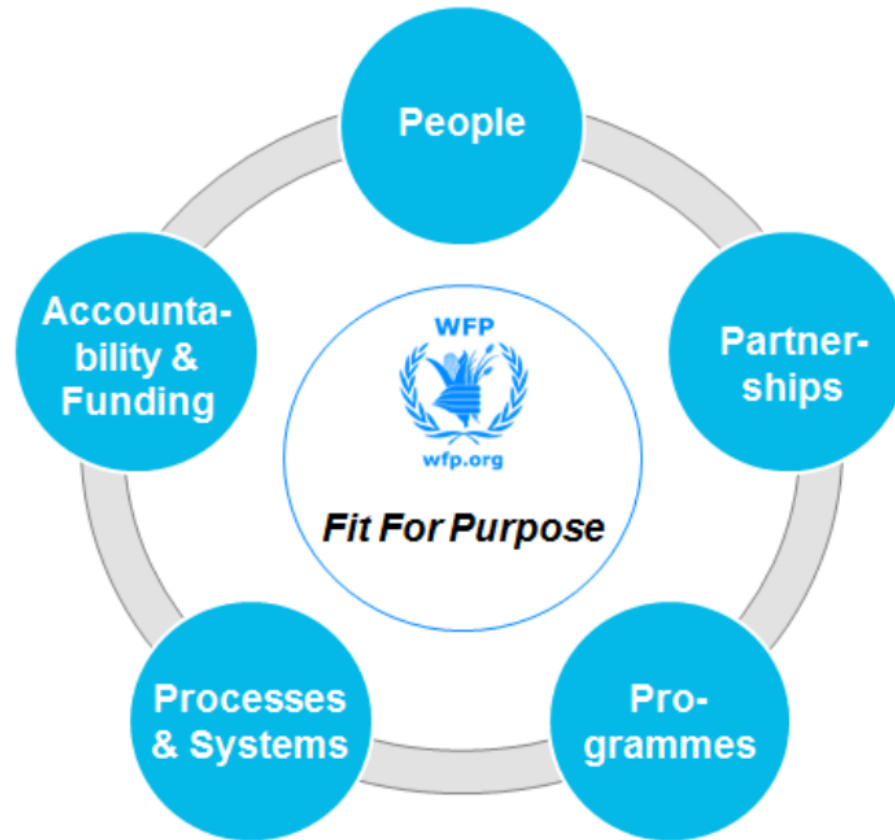 People
Accounta-
bility &
Funding
Partner-
ships
WFP
wfp.org
Fit For Purpose
Processes
& Systems
Pro-
grammes